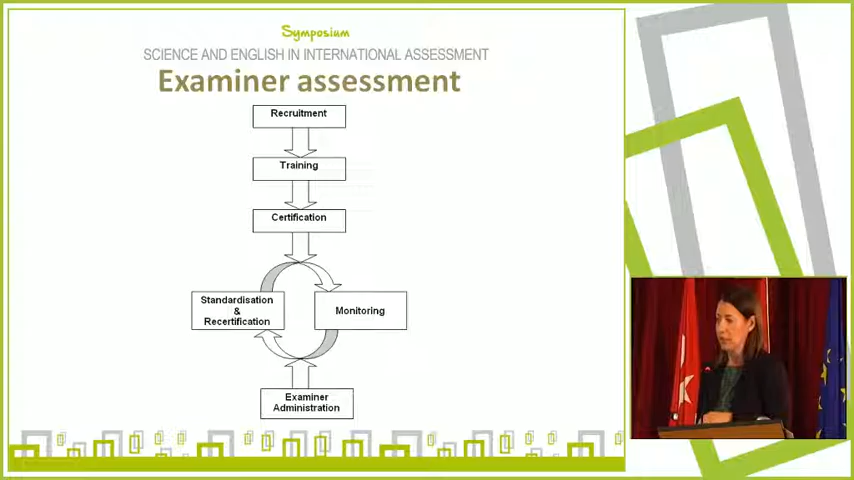 Symposium
SCIENCE AND ENGLISH IN INTERNATIONAL ASSESSMENT
Examiner assessment
Recruitment
Training
Certification
Standardisation
&
Recertification
Monitoring
Examiner
Administration